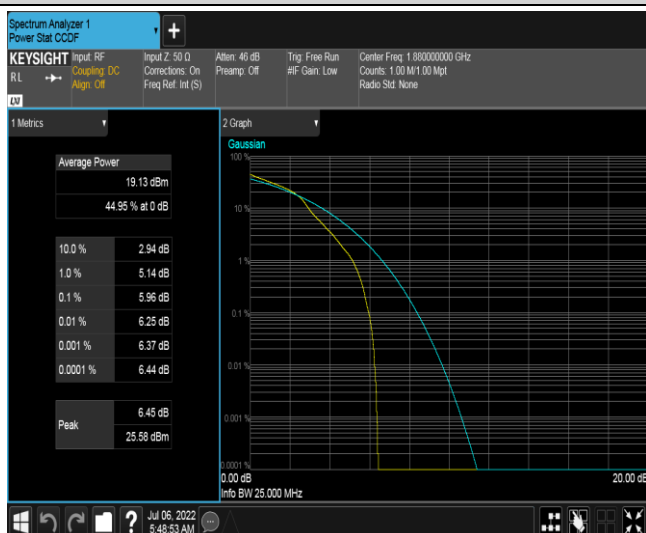 Spectrum Analyzer 1
Power Stat CCDF
+
KEYSIGHT
RL
LXI
Input: RF
Coupling: DC
Align: Off
Input Z: 50 Ω
Corrections: On
Freq Ref: Int (S)
Atten: 46 dB
Preamp: Off
Trig: Free Run
#IF Gain: Low
Center Freq: 1.880000000 GHz
Counts: 1.00 M/1.00 Mpt
Radio Std: None
1 Metrics
Average Power
19.13 dBm
44.95 % at 0 dB
10.0 % 2.94 dB
1.0 % 5.14 dB
0.1 % 5.96 dB
0.01 % 6.25 dB
0.001 % 6.37 dB
0.0001 % 6.44 dB
Peak
6.45 dB
25.58 dBm
2 Graph
Gaussian
100 %
10 %
1 %
0.1 %
0.01 %
0.001 %
0.0001 %
0.00 dB
20.00 dB
Info BW 25.000 MHz
?
Jul 06, 2022
5:48:53 AM